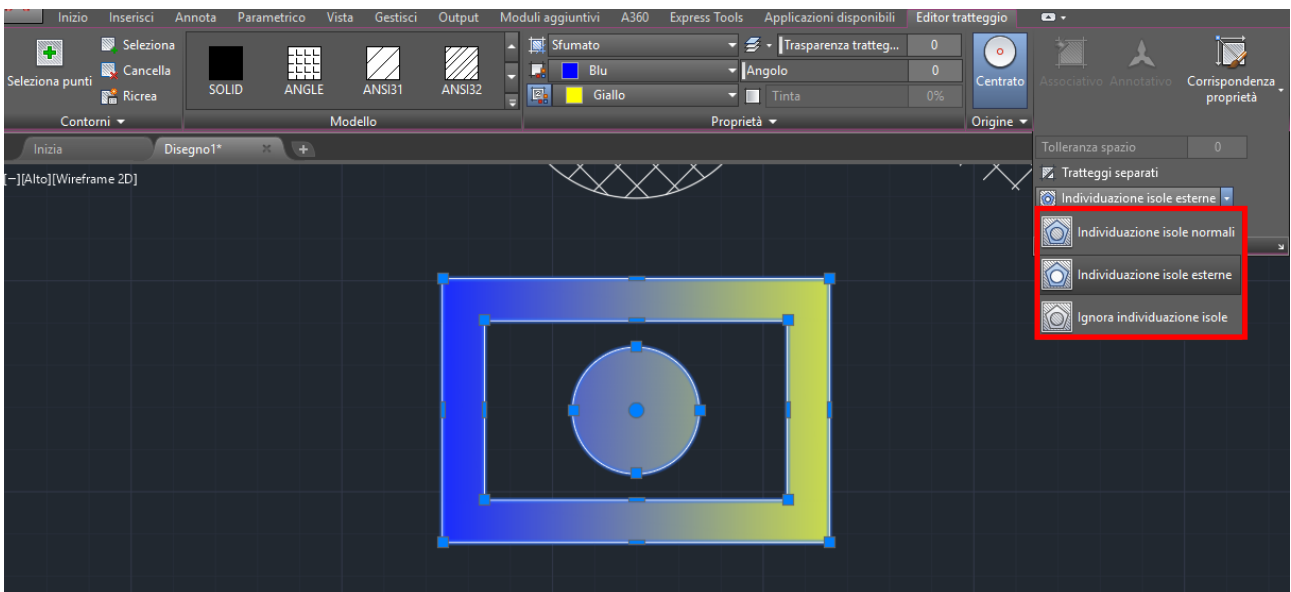 Inizio Inserisci Annota Parametrico Vista Gestisci Output Moduli aggiuntivi A360 Express Tools Applicazioni disponibili Editor tratteggio
Seleziona punti
Seleziona
Cancella
Ricrea
Contorni
SOLID ANGLE ANSI31 ANSI32
Modello
Sfumato
Blu
Giallo
Trasparenza tratteg... 0
Angolo 0
Tinta 0%
Proprietà
Centrato
Origine
Associativo Annotativo Corrispondenza
proprietà
Inizia Disegno1*
Tolleranza spazio 0
Tratteggi separati
Individuazione isole esterne
Individuazione isole normali
Individuazione isole esterne
Ignora individuazione isole
[−][Alto][Wireframe 2D]